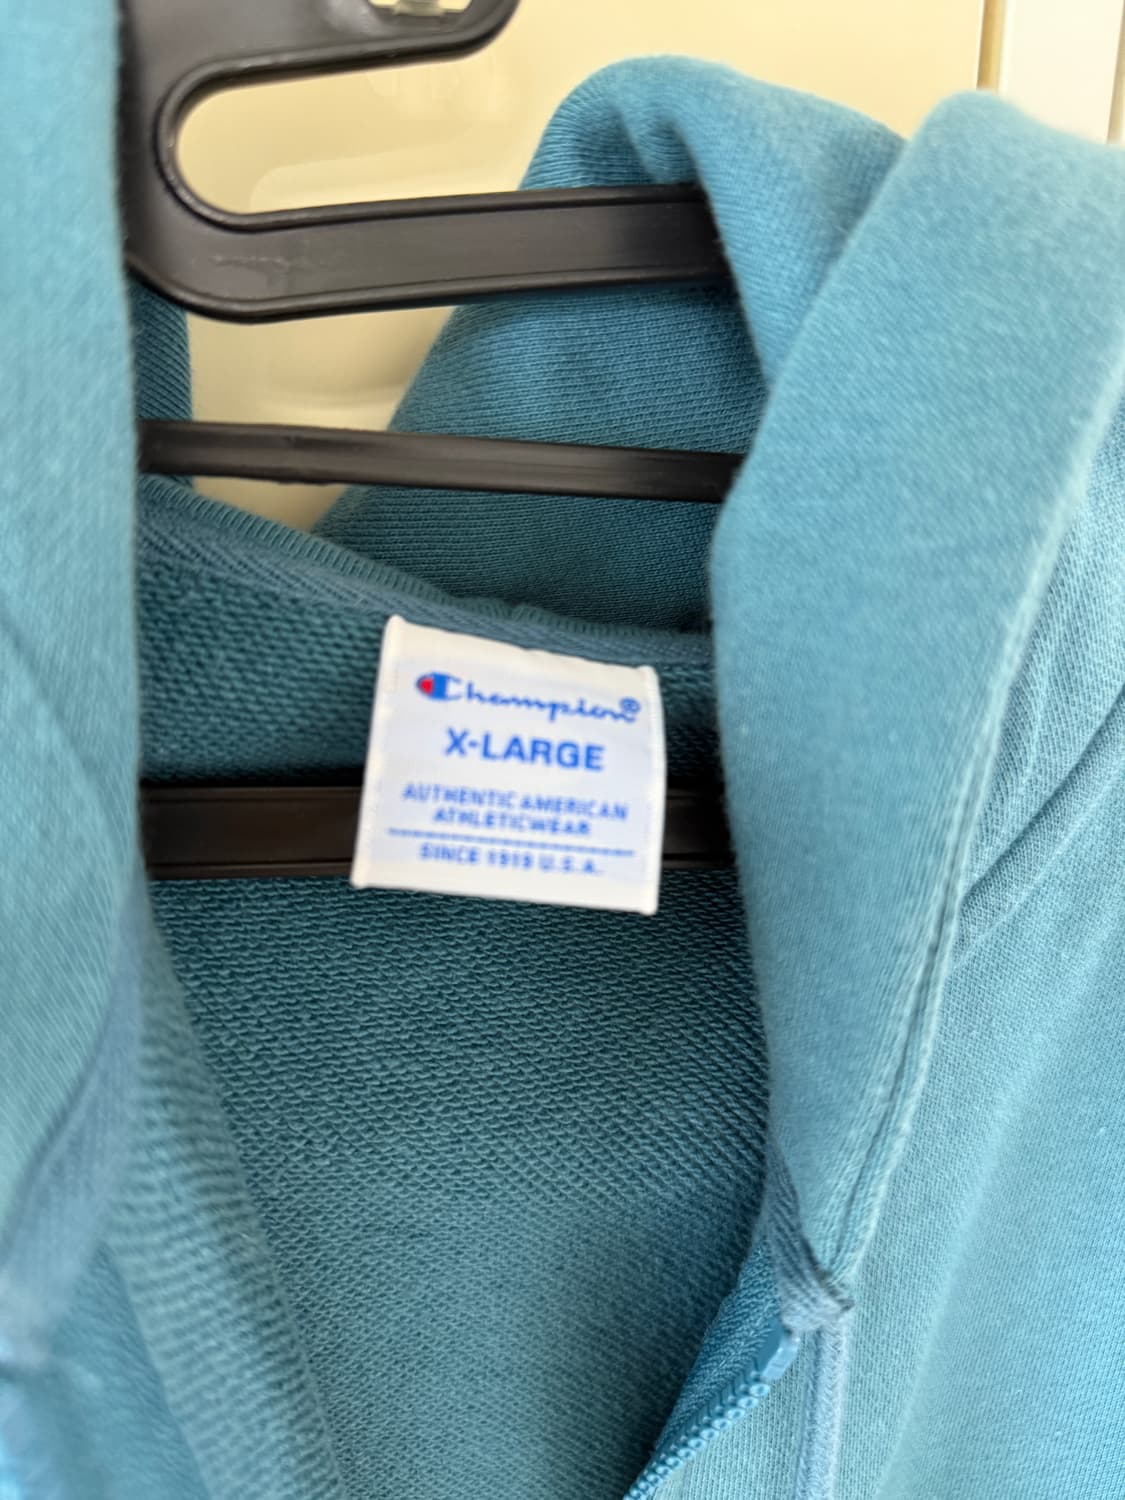 Champion®
X-LARGE
AUTHENTIC AMERICAN
ATHLETICWEAR
SINCE 1919 U.S.A.